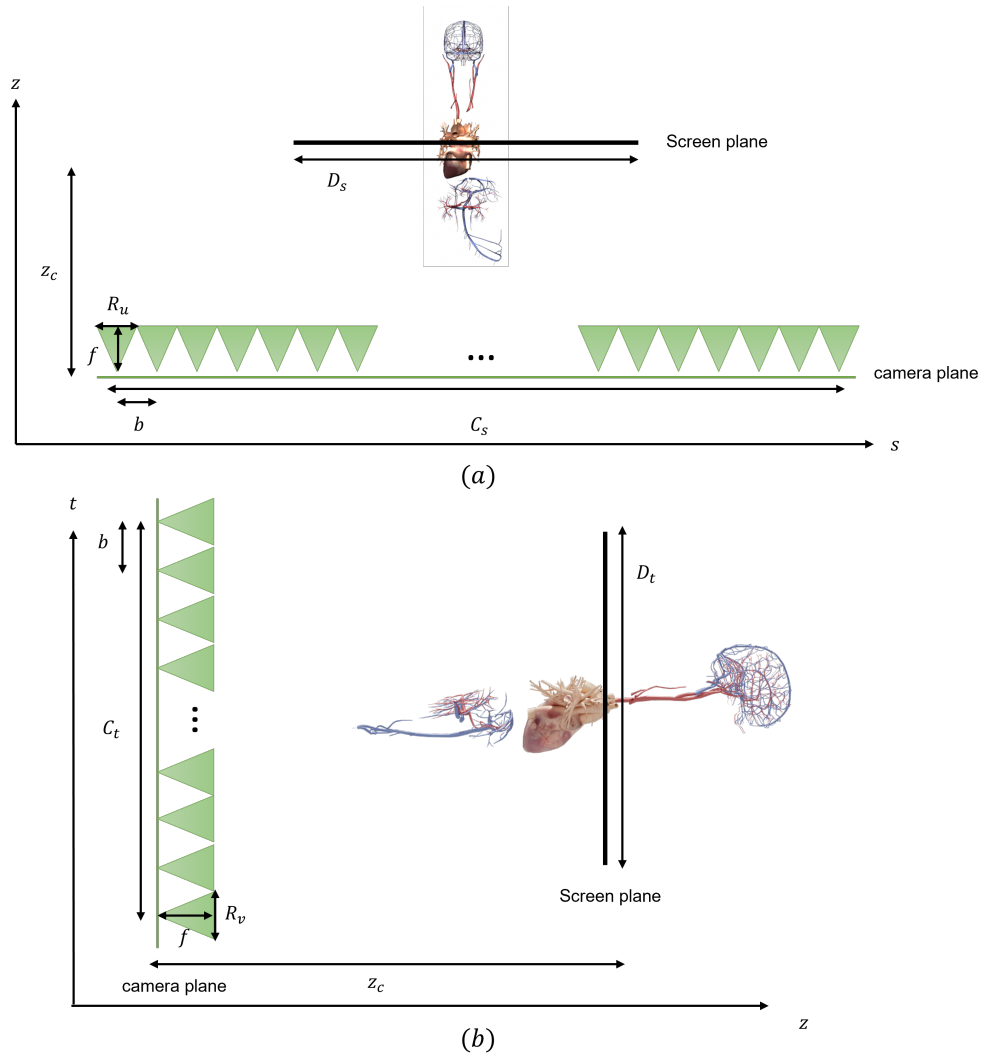 z
Screen plane
D_s
z_c
R_u
f
...
camera plane
b
C_s
s
(a)
t
b
D_t
C_t
...
Screen plane
R_v
f
camera plane
z_c
z
(b)